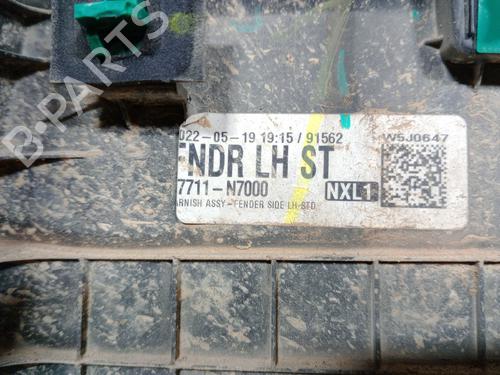 022-05-19 19:15 / 91562
W5J0647
FNDR LH ST
7711-N7000
NXL1
ARNISH ASSY-FENDER SIDE LH-STD
B-PARTS